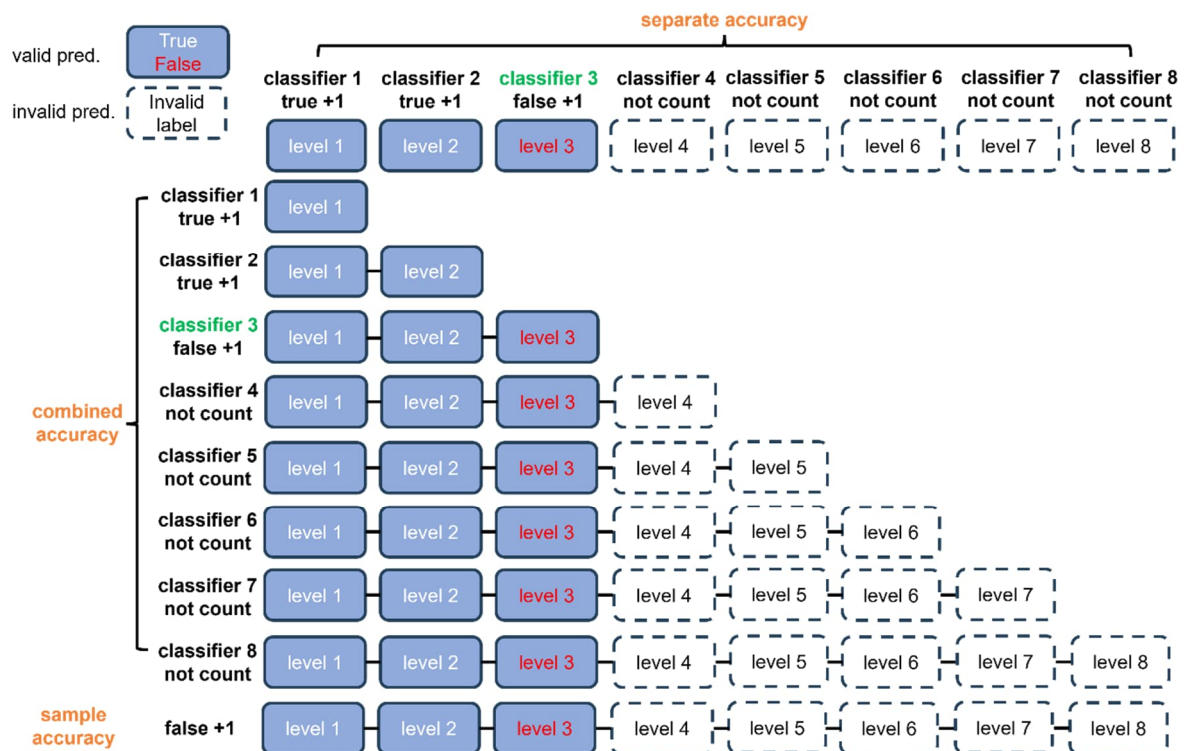 separate accuracy
valid pred.
True
False
invalid pred.
Invalid
label
classifier 1 classifier 2 classifier 3 classifier 4 classifier 5 classifier 6 classifier 7 classifier 8
true +1 true +1 false +1 not count not count not count not count not count
level 1 level 2 level 3 level 4 level 5 level 6 level 7 level 8
classifier 1
true +1
level 1
classifier 2
true +1
level 1 level 2
classifier 3
false +1
level 1 level 2 level 3
combined
accuracy
classifier 4
not count
level 1 level 2 level 3 level 4
classifier 5
not count
level 1 level 2 level 3 level 4 level 5
classifier 6
not count
level 1 level 2 level 3 level 4 level 5 level 6
classifier 7
not count
level 1 level 2 level 3 level 4 level 5 level 6 level 7
classifier 8
not count
level 1 level 2 level 3 level 4 level 5 level 6 level 7 level 8
sample
accuracy
false +1
level 1 level 2 level 3 level 4 level 5 level 6 level 7 level 8